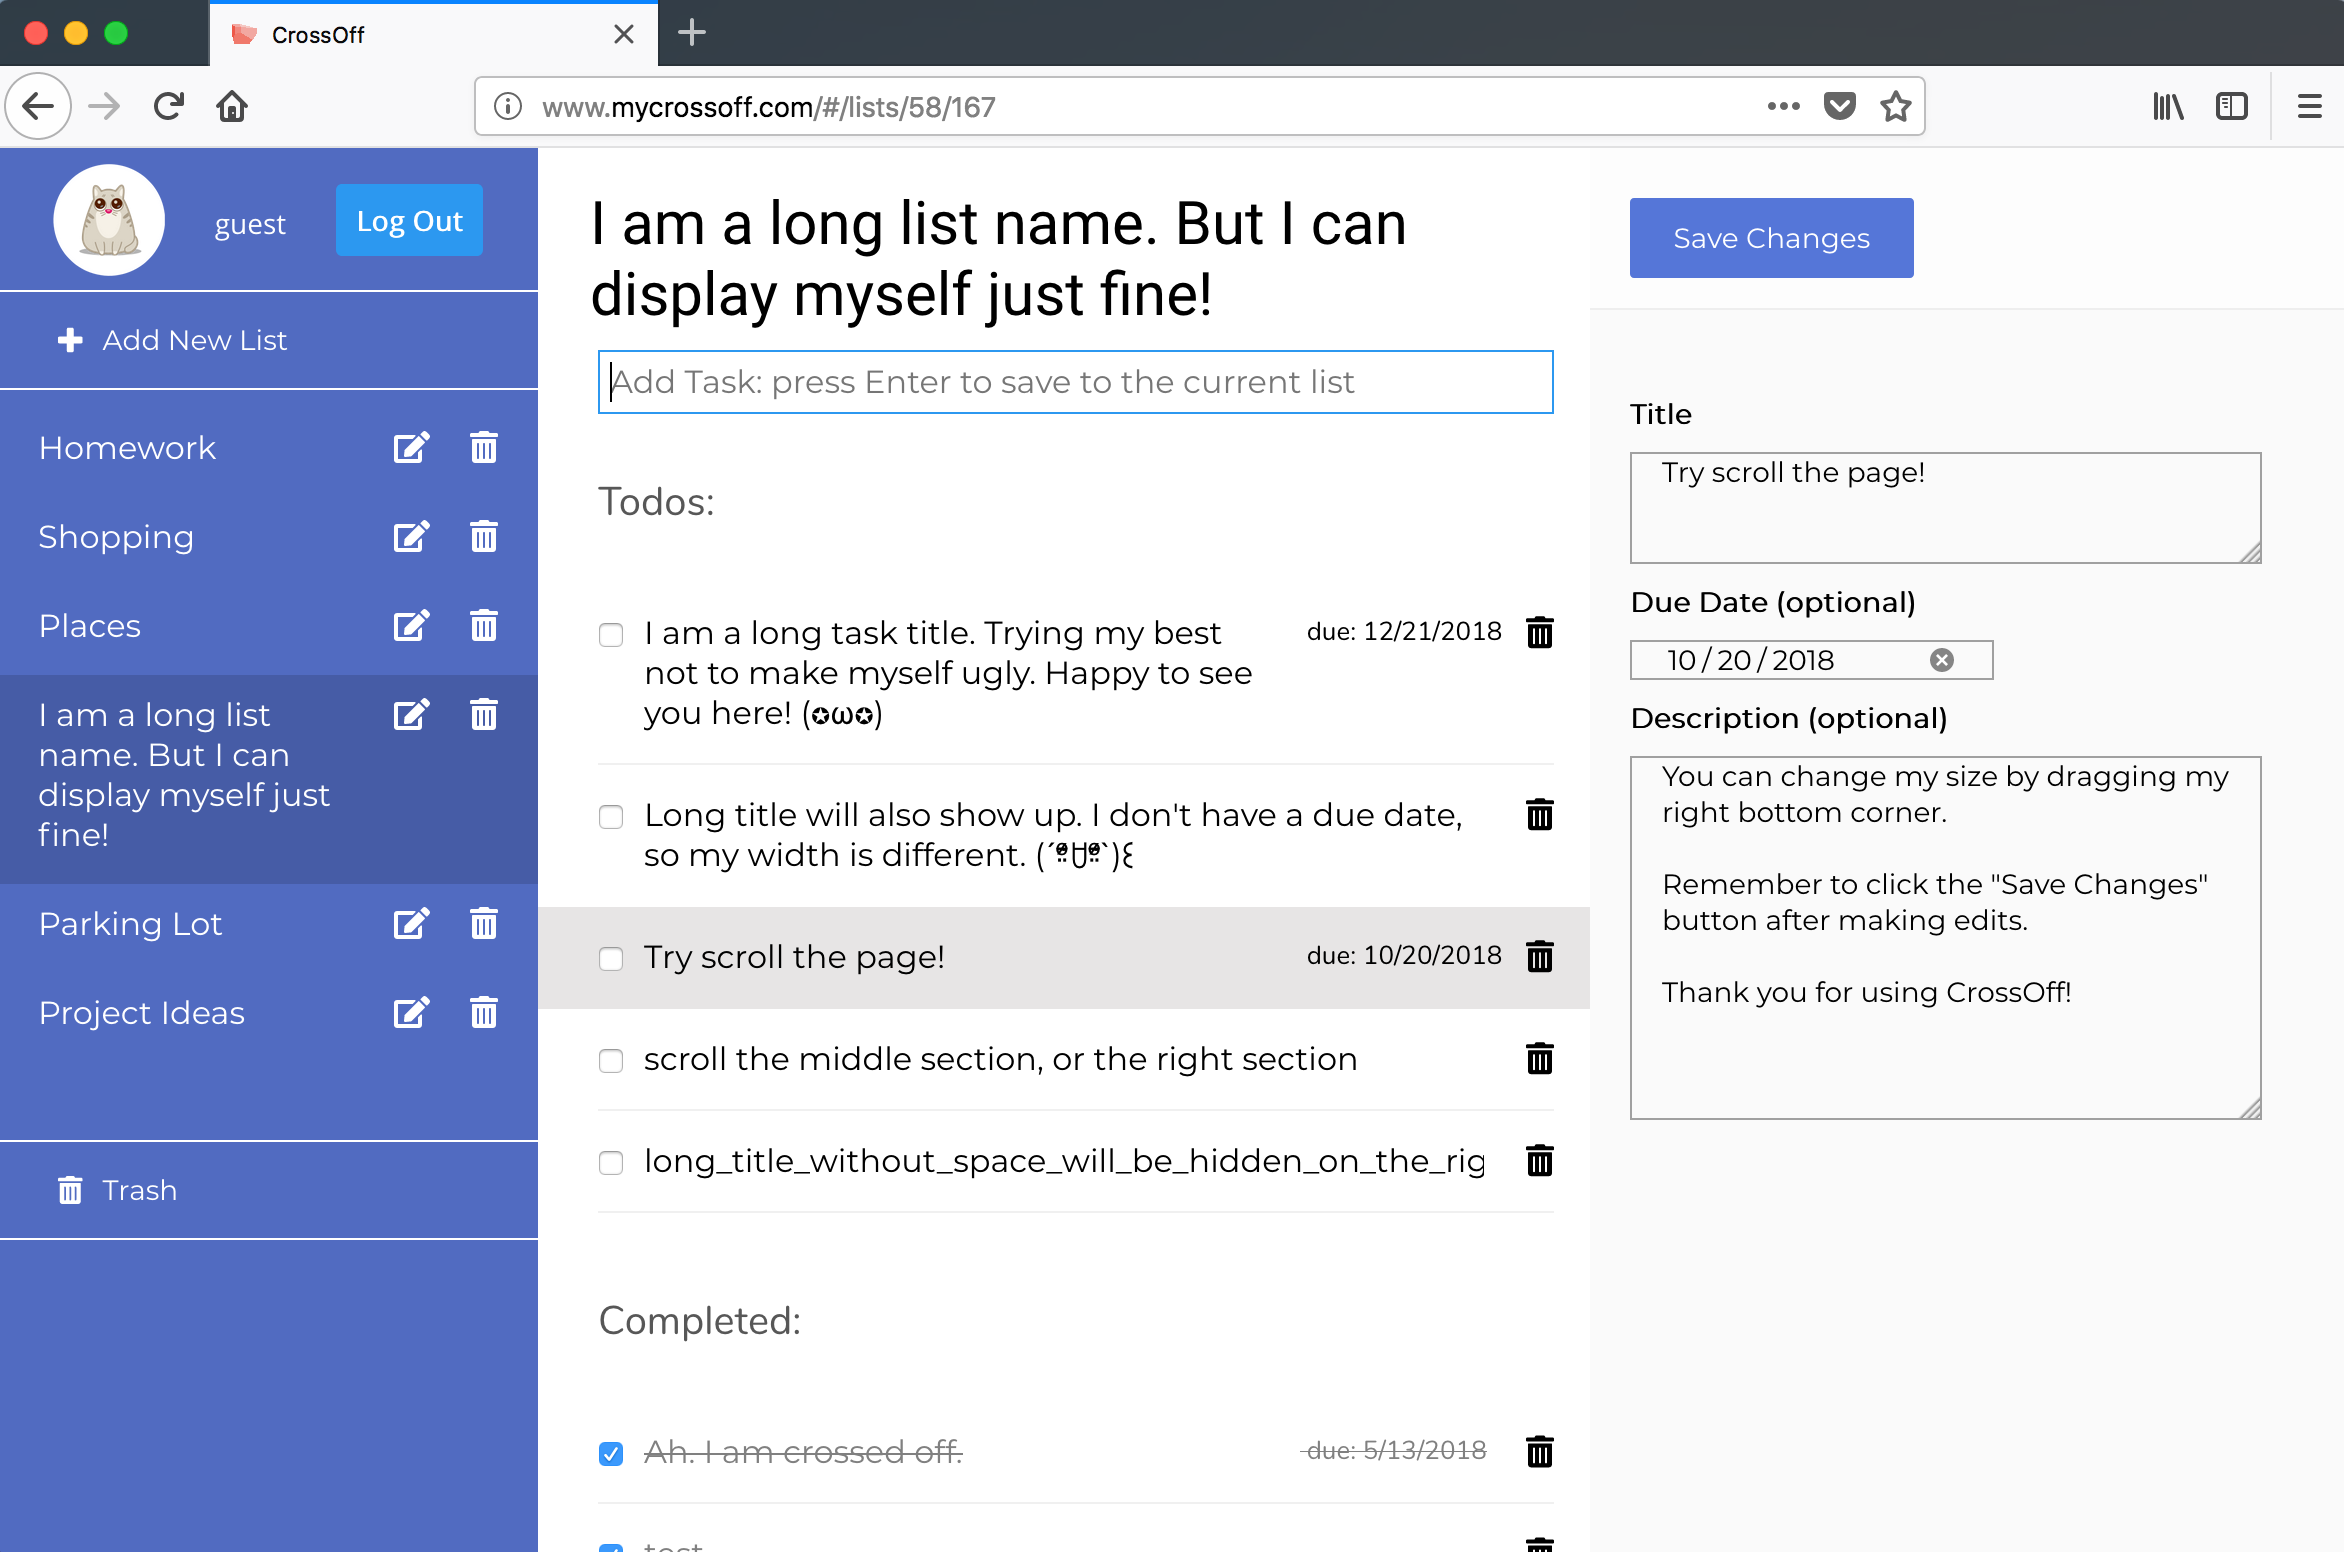 CrossOff
www.mycrossoff.com/#/lists/58/167
guest
Log Out
Add New List
Homework
Shopping
Places
I am a long list
name. But I can
display myself just
fine!
Parking Lot
Project Ideas
Trash
I am a long list name. But I can
display myself just fine!
Add Task: press Enter to save to the current list
Todos:
I am a long task title. Trying my best
not to make myself ugly. Happy to see
you here! (✪ω✪)
due: 12/21/2018
Long title will also show up. I don't have a due date,
so my width is different.
Try scroll the page!
due: 10/20/2018
scroll the middle section, or the right section
long_title_without_space_will_be_hidden_on_the_rig
Completed:
Ah. I am crossed off.
due: 5/13/2018
test
Save Changes
Title
Try scroll the page!
Due Date (optional)
10 / 20 / 2018
Description (optional)
You can change my size by dragging my
right bottom corner.
Remember to click the "Save Changes"
button after making edits.
Thank you for using CrossOff!